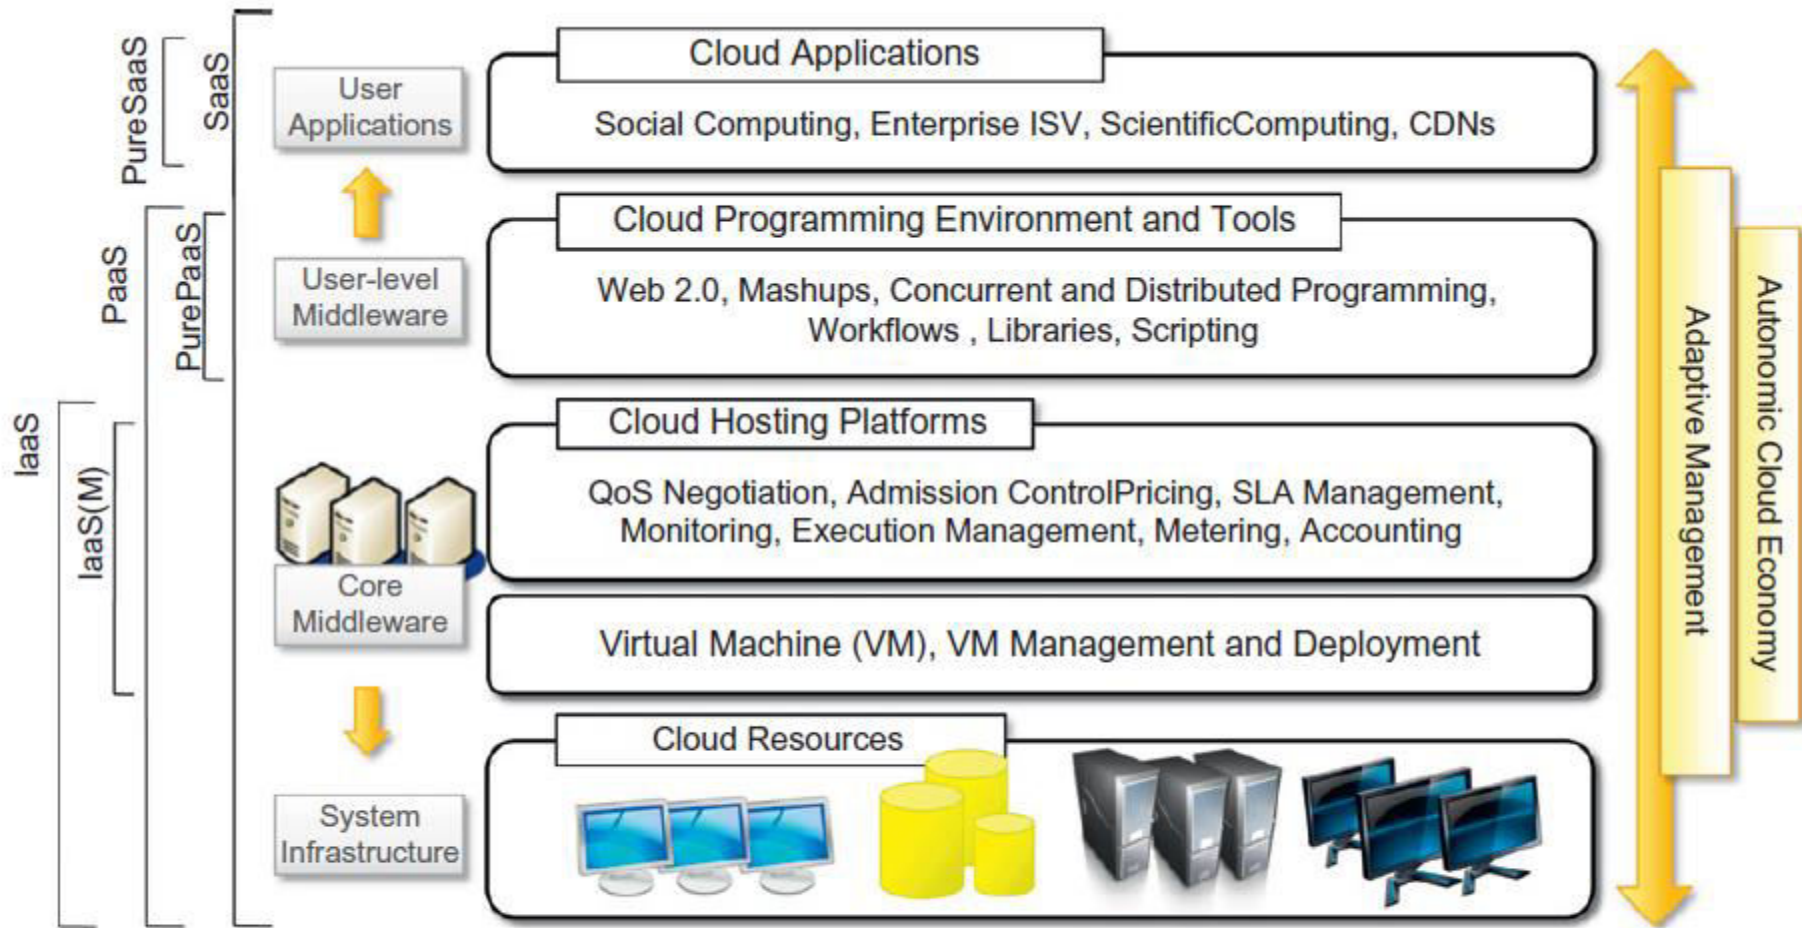 PureSaaS
SaaS
User
Applications
Cloud Applications
Social Computing, Enterprise ISV, ScientificComputing, CDNs
PaaS
PurePaaS
User-level
Middleware
Cloud Programming Environment and Tools
Web 2.0, Mashups, Concurrent and Distributed Programming,
Workflows , Libraries, Scripting
IaaS
IaaS(M)
Core
Middleware
Cloud Hosting Platforms
QoS Negotiation, Admission ControlPricing, SLA Management,
Monitoring, Execution Management, Metering, Accounting
Virtual Machine (VM), VM Management and Deployment
System
Infrastructure
Cloud Resources
Adaptive Management
Autonomic Cloud Economy